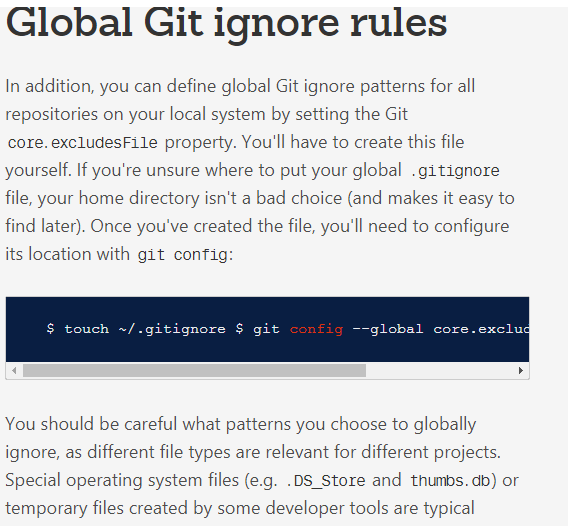 Global Git ignore rules
In addition, you can define global Git ignore patterns for all
repositories on your local system by setting the Git
core.excludesFile property. You'll have to create this file
yourself. If you're unsure where to put your global .gitignore
file, your home directory isn't a bad choice (and makes it easy to
find later). Once you've created the file, you'll need to configure
its location with git config:
$ touch ~/.gitignore $ git config --global core.exclud
You should be careful what patterns you choose to globally
ignore, as different file types are relevant for different projects.
Special operating system files (e.g. .DS_Store and thumbs.db) or
temporary files created by some developer tools are typical